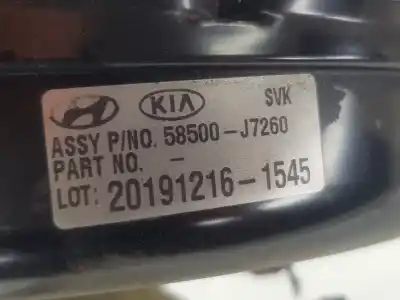 KIA SVK
ASSY P/NO. 58500-J7260
PART NO. -
LOT: 20191216-1545